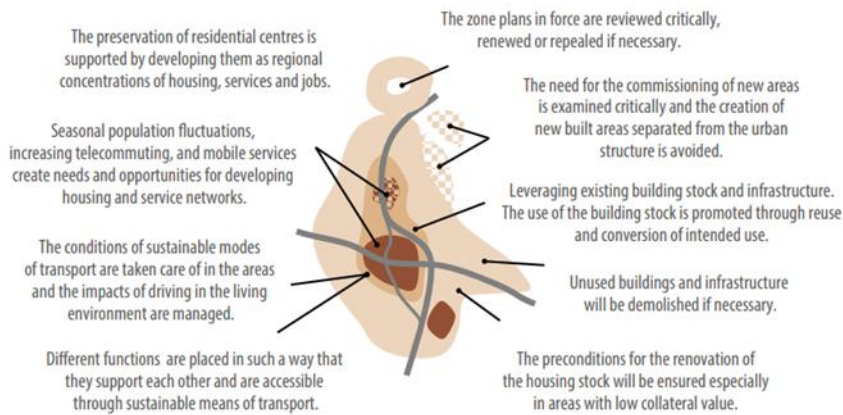 The preservation of residential centres is
supported by developing them as regional
concentrations of housing, services and jobs.
Seasonal population fluctuations,
increasing telecommuting, and mobile services
create needs and opportunities for developing
housing and service networks.
The conditions of sustainable modes
of transport are taken care of in the areas
and the impacts of driving in the living
environment are managed.
Different functions are placed in such a way that
they support each other and are accessible
through sustainable means of transport.
The zone plans in force are reviewed critically,
renewed or repealed if necessary.
The need for the commissioning of new areas
is examined critically and the creation of
new built areas separated from the urban
structure is avoided.
Leveraging existing building stock and infrastructure.
The use of the building stock is promoted through reuse
and conversion of intended use.
Unused buildings and infrastructure
will be demolished if necessary.
The preconditions for the renovation of
the housing stock will be ensured especially
in areas with low collateral value.